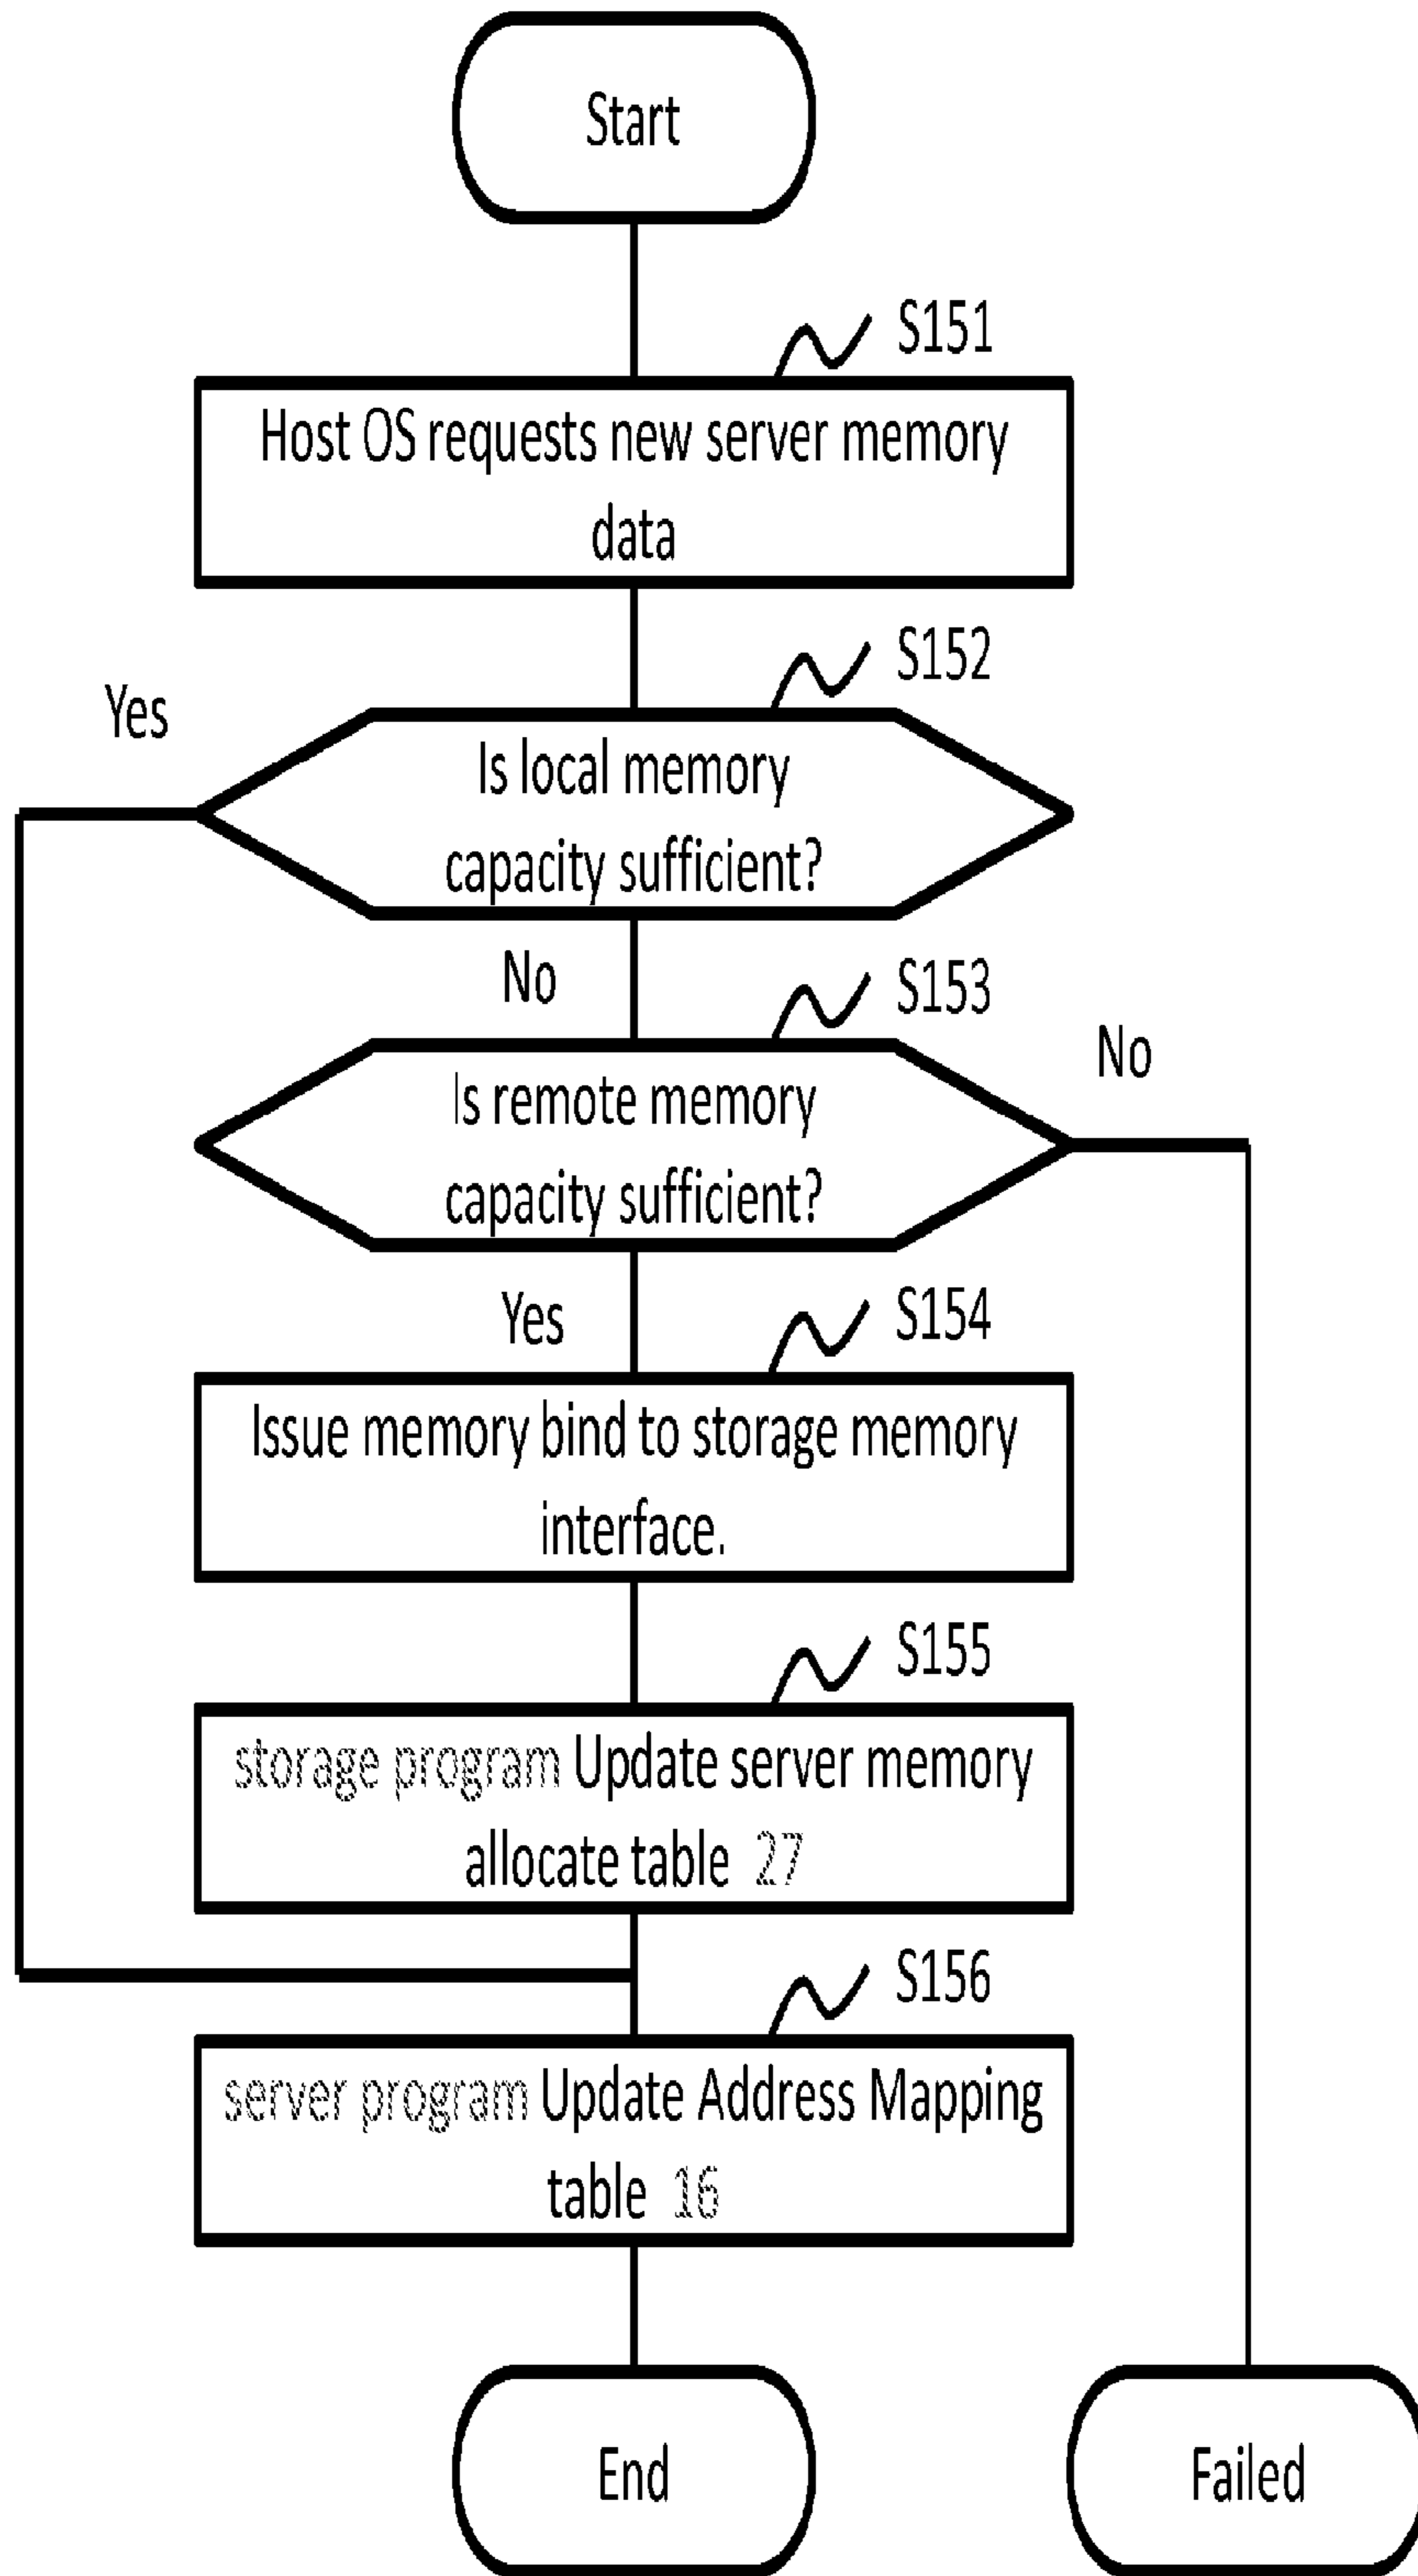 Start
S151
Host OS requests new server memory
data
S152
Yes
Is local memory
capacity sufficient?
No
S153
No
Is remote memory
capacity sufficient?
Yes
S154
Issue memory bind to storage memory
interface.
S155
storage program Update server memory
allocate table 27
S156
server program Update Address Mapping
table 16
End
Failed